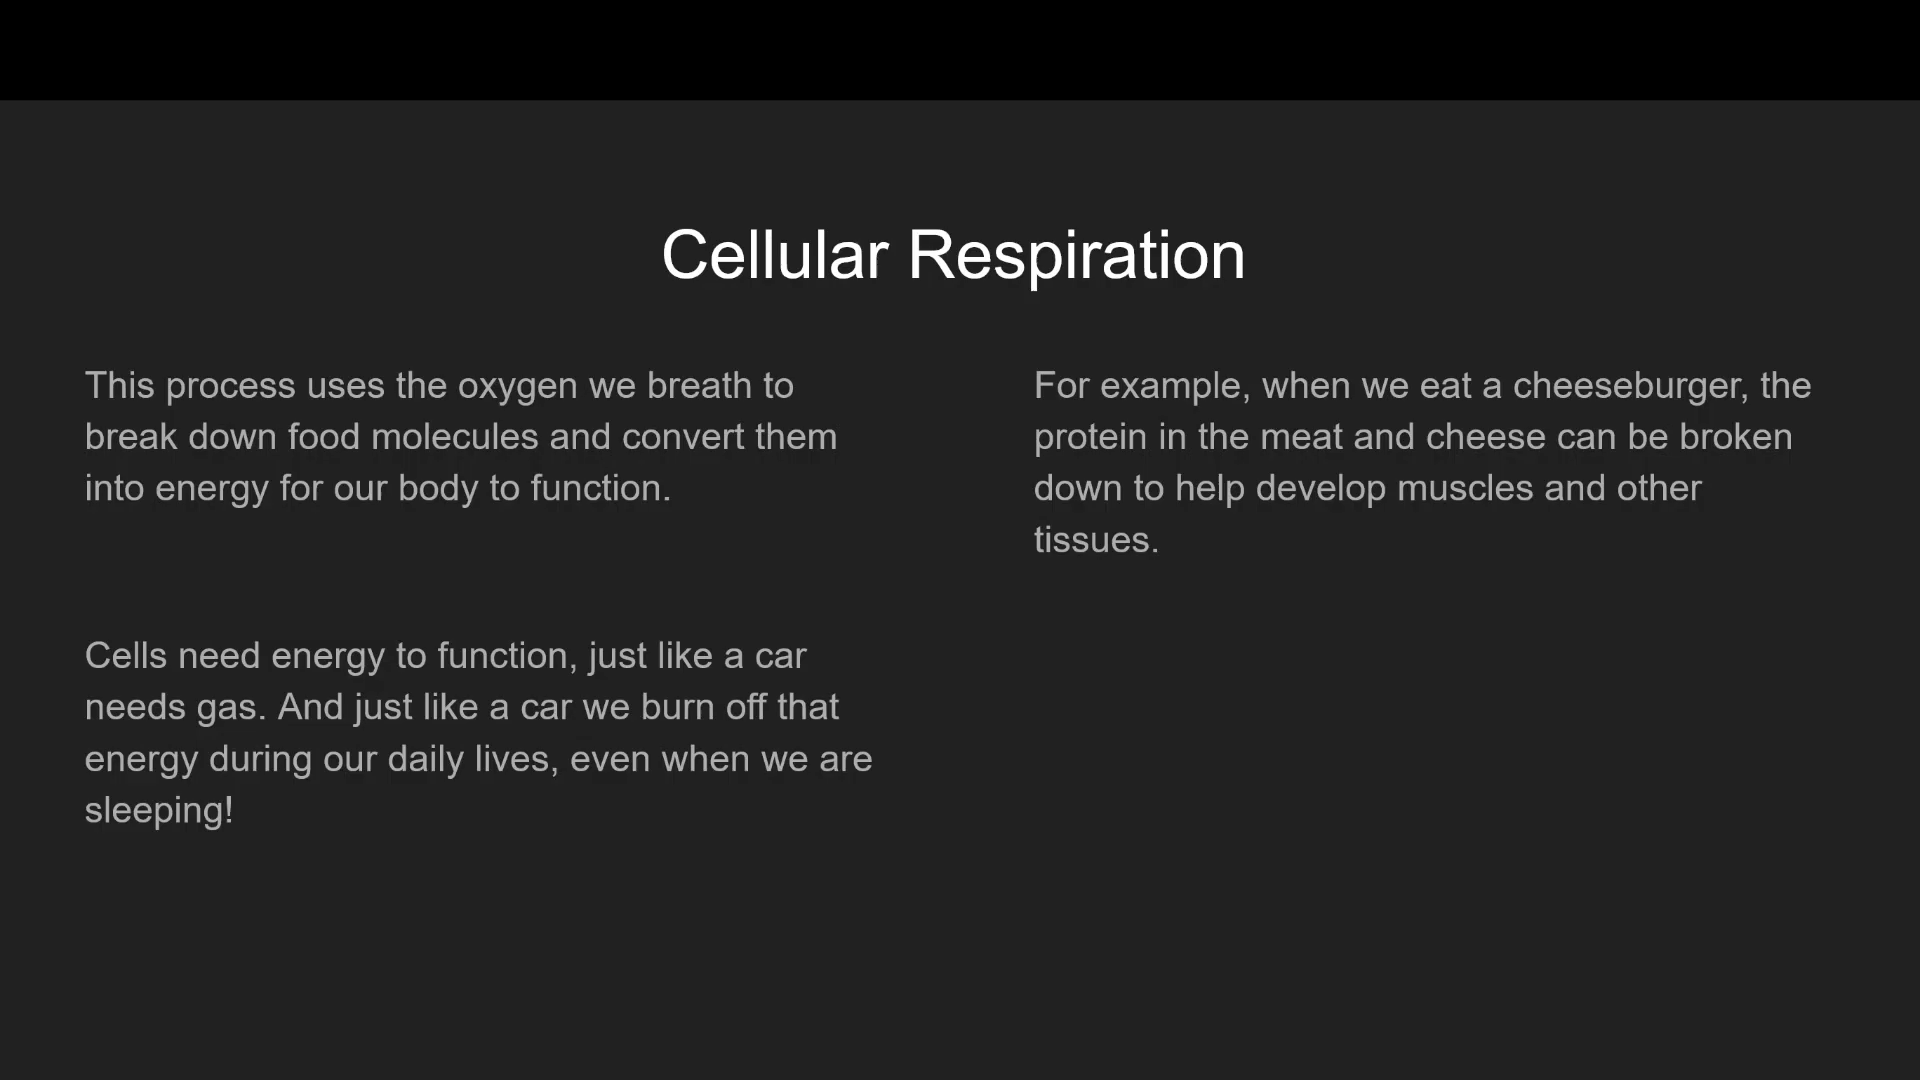 Cellular Respiration
This process uses the oxygen we breath to
break down food molecules and convert them
into energy for our body to function.
Cells need energy to function, just like a car
needs gas. And just like a car we burn off that
energy during our daily lives, even when we are
sleeping!
For example, when we eat a cheeseburger, the
protein in the meat and cheese can be broken
down to help develop muscles and other
tissues.